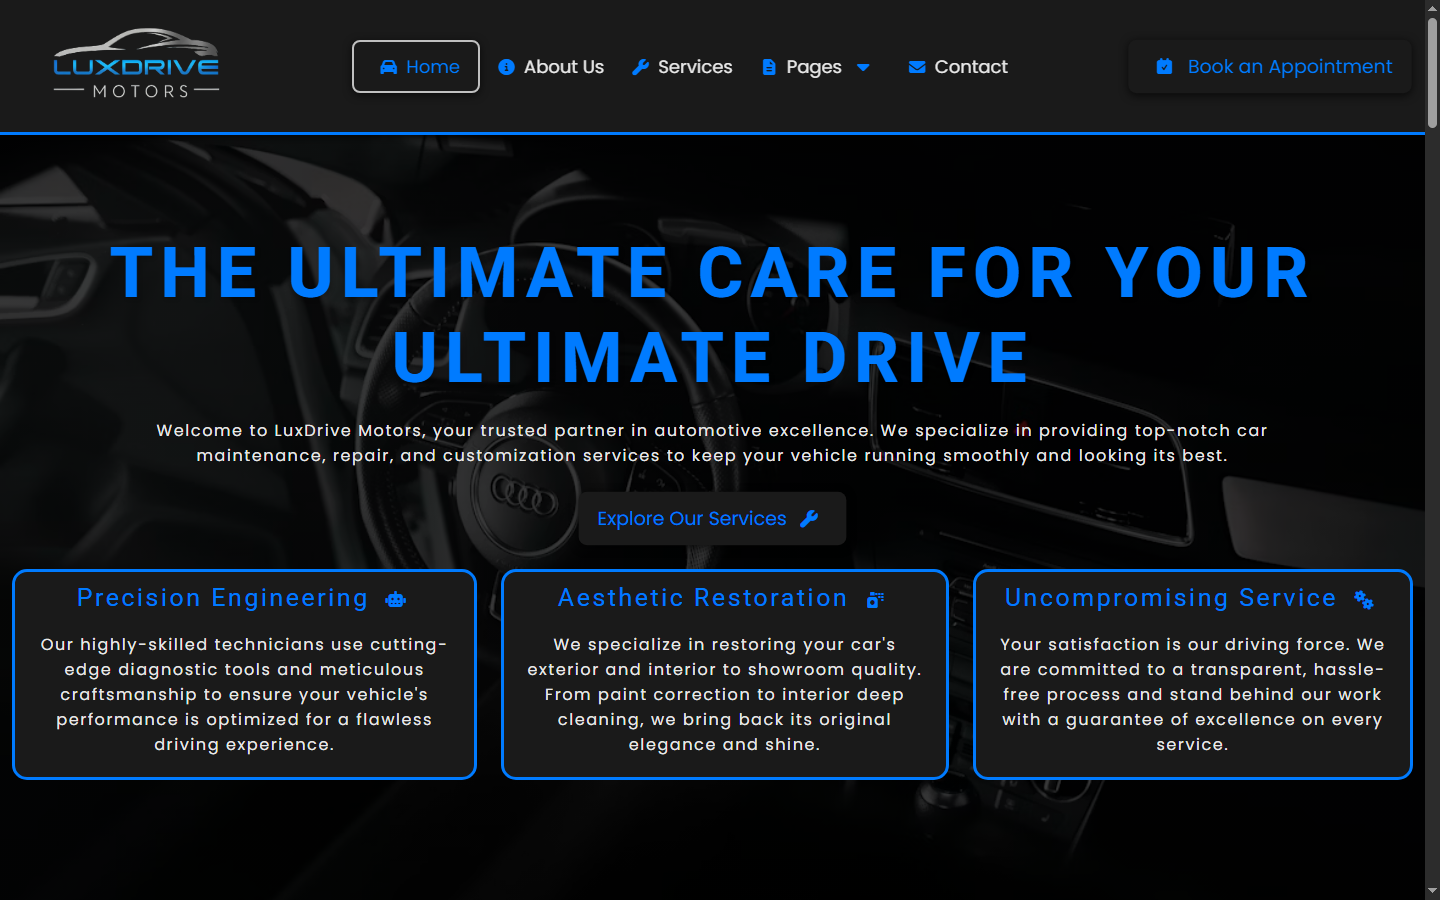 LUXDRIVE
MOTORS
Home
About Us
Services
Pages
Contact
Book an Appointment
THE ULTIMATE CARE FOR YOUR
ULTIMATE DRIVE
Welcome to LuxDrive Motors, your trusted partner in automotive excellence. We specialize in providing top-notch car
maintenance, repair, and customization services to keep your vehicle running smoothly and looking its best.
Explore Our Services
Precision Engineering
Our highly-skilled technicians use cutting-
edge diagnostic tools and meticulous
craftsmanship to ensure your vehicle's
performance is optimized for a flawless
driving experience.
Aesthetic Restoration
We specialize in restoring your car's
exterior and interior to showroom quality.
From paint correction to interior deep
cleaning, we bring back its original
elegance and shine.
Uncompromising Service
Your satisfaction is our driving force. We
are committed to a transparent, hassle-
free process and stand behind our work
with a guarantee of excellence on every
service.